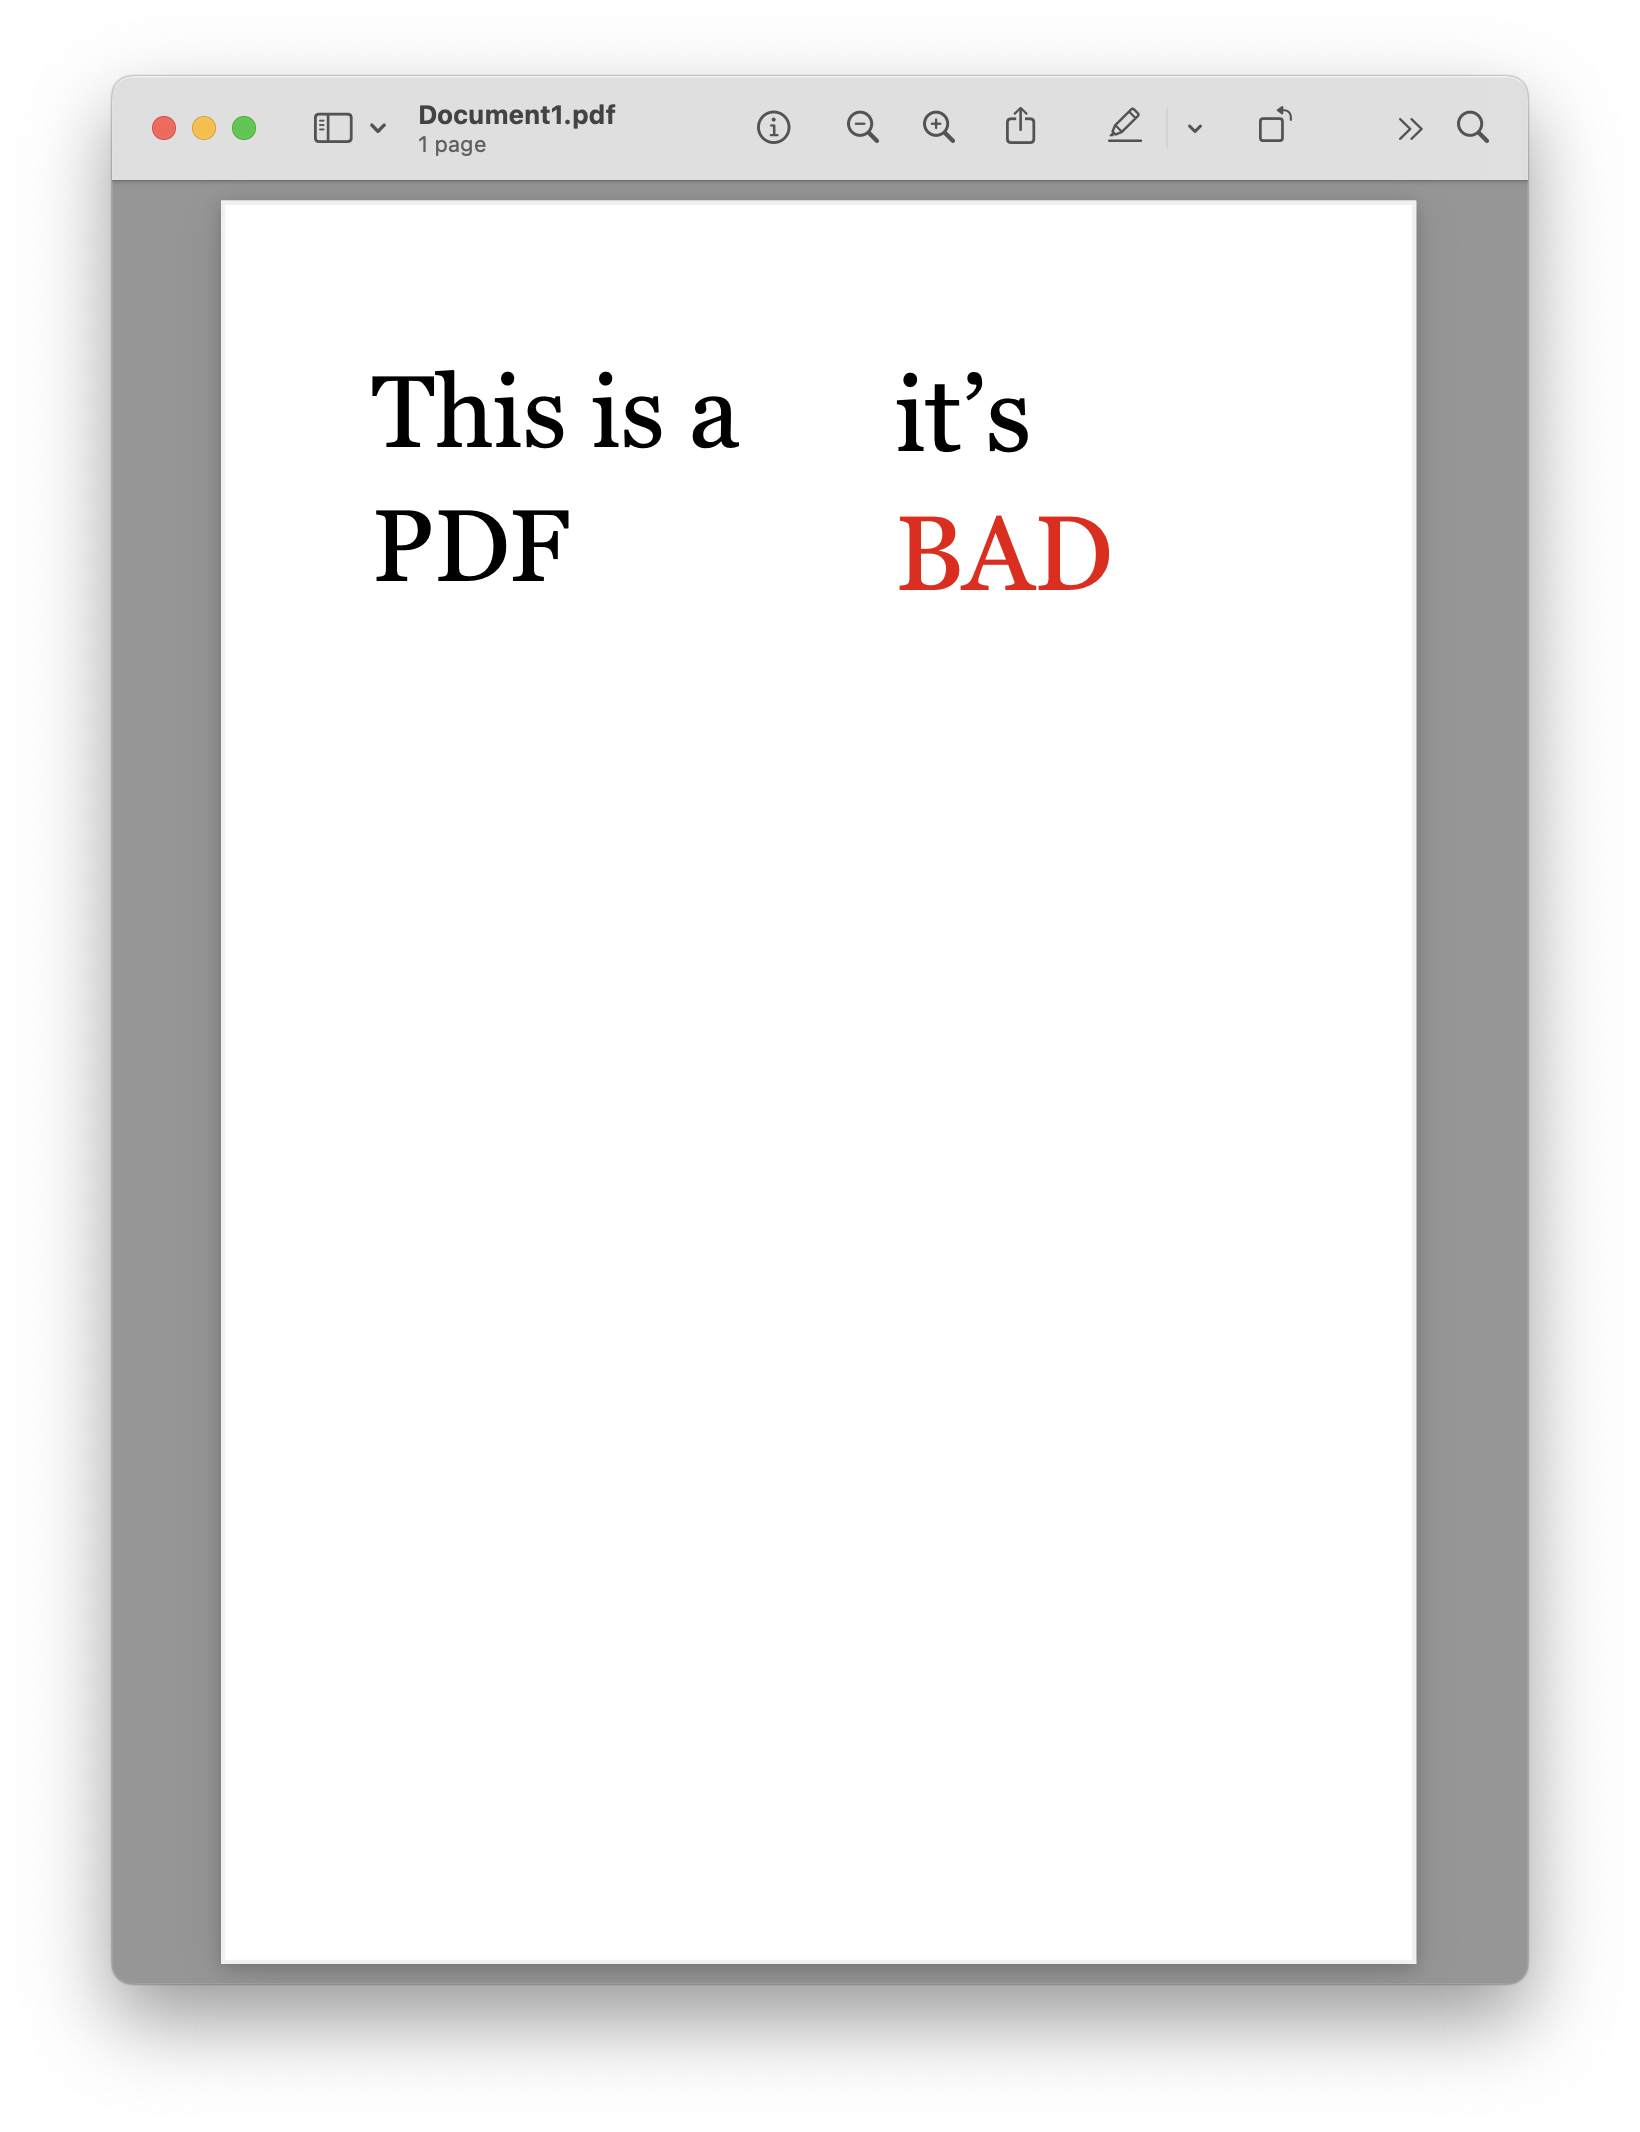 Document1.pdf
1 page
This is a
PDF
it’s
BAD